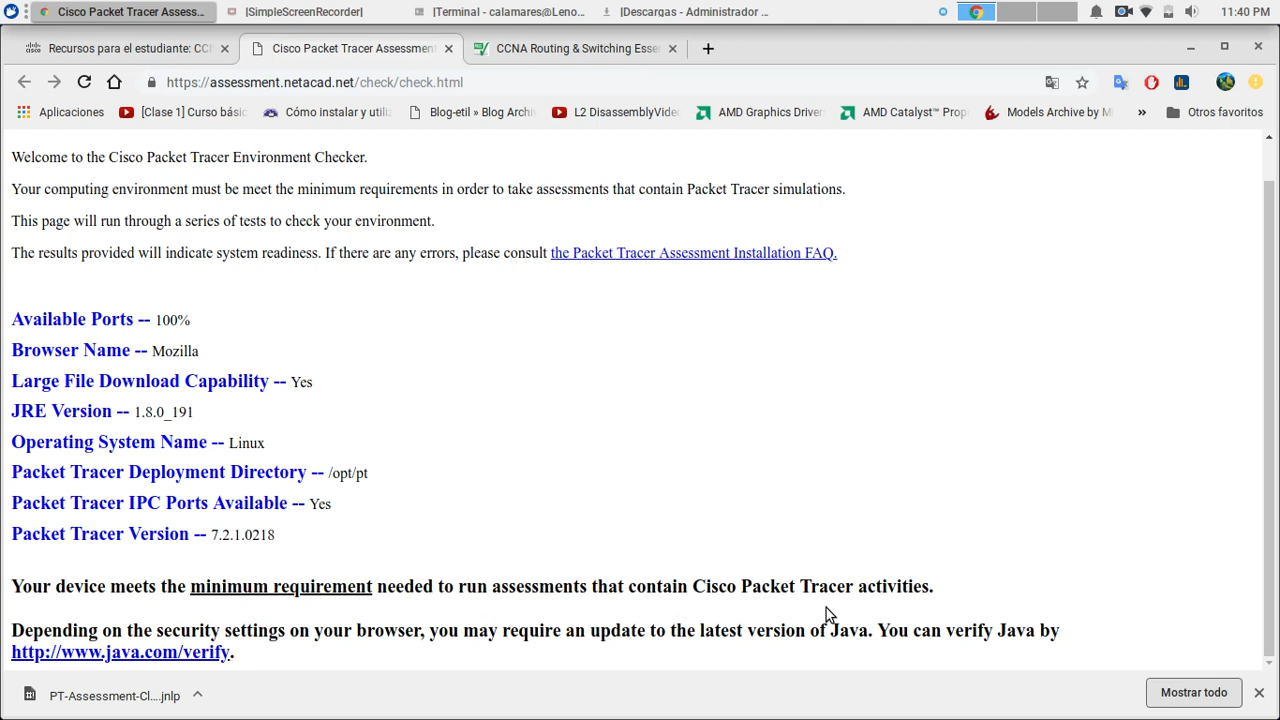 Cisco Packet Tracer Assess...
|SimpleScreenRecorder|
|Terminal - calamares@Leno...
|Descargas - Administrador ...
11:40 PM
Recursos para el estudiante: CC
Cisco Packet Tracer Assessment
CCNA Routing & Switching Esse
https://assessment.netacad.net/check/check.html
Aplicaciones
[Clase 1] Curso básic
Cómo instalar y utiliz
Blog-etil » Blog Archiv
L2 DisassemblyVideo
AMD Graphics Driver
AMD Catalyst™ Prop
Models Archive by M
»
Otros favoritos
Welcome to the Cisco Packet Tracer Environment Checker.
Your computing environment must be meet the minimum requirements in order to take assessments that contain Packet Tracer simulations.
This page will run through a series of tests to check your environment.
The results provided will indicate system readiness. If there are any errors, please consult the Packet Tracer Assessment Installation FAQ.
Available Ports -- 100%
Browser Name -- Mozilla
Large File Download Capability -- Yes
JRE Version -- 1.8.0_191
Operating System Name -- Linux
Packet Tracer Deployment Directory -- /opt/pt
Packet Tracer IPC Ports Available -- Yes
Packet Tracer Version -- 7.2.1.0218
Your device meets the minimum requirement needed to run assessments that contain Cisco Packet Tracer activities.
Depending on the security settings on your browser, you may require an update to the latest version of Java. You can verify Java by
http://www.java.com/verify.
PT-Assessment-Cl....jnlp
Mostrar todo